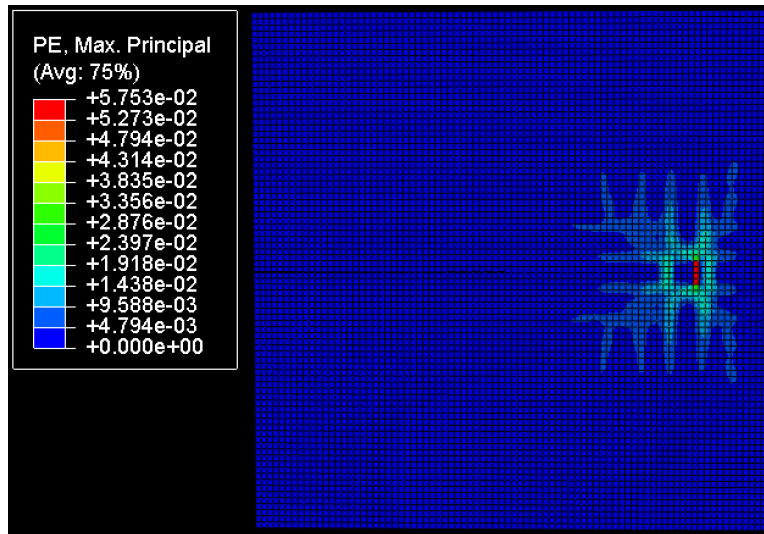 PE, Max. Principal
(Avg: 75%)
+5.753e-02
+5.273e-02
+4.794e-02
+4.314e-02
+3.835e-02
+3.356e-02
+2.876e-02
+2.397e-02
+1.918e-02
+1.438e-02
+9.588e-03
+4.794e-03
+0.000e+00